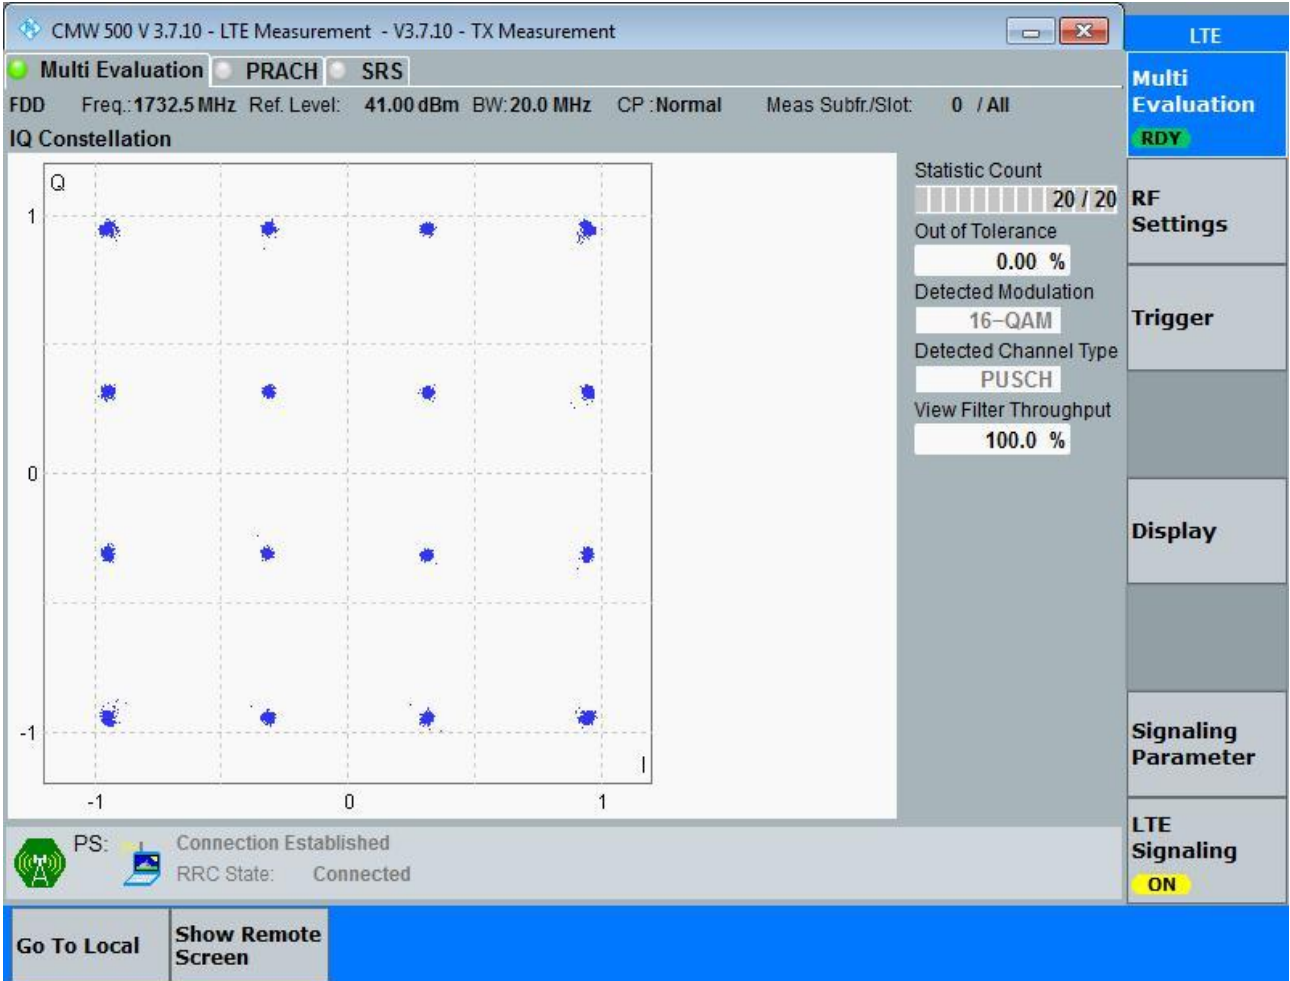 CMW 500 V 3.7.10 - LTE Measurement - V3.7.10 - TX Measurement
LTE
Multi Evaluation PRACH SRS
FDD Freq.: 1732.5 MHz Ref. Level: 41.00 dBm BW: 20.0 MHz CP : Normal Meas Subfr./Slot: 0 / All
IQ Constellation
Q
1
0
-1
I
-1 0 1
Statistic Count
20 / 20
Out of Tolerance
0.00 %
Detected Modulation
16-QAM
Detected Channel Type
PUSCH
View Filter Throughput
100.0 %
Multi
Evaluation
RDY
RF
Settings
Trigger
Display
Signaling
Parameter
LTE
Signaling
ON
PS: Connection Established
RRC State: Connected
Go To Local
Show Remote
Screen